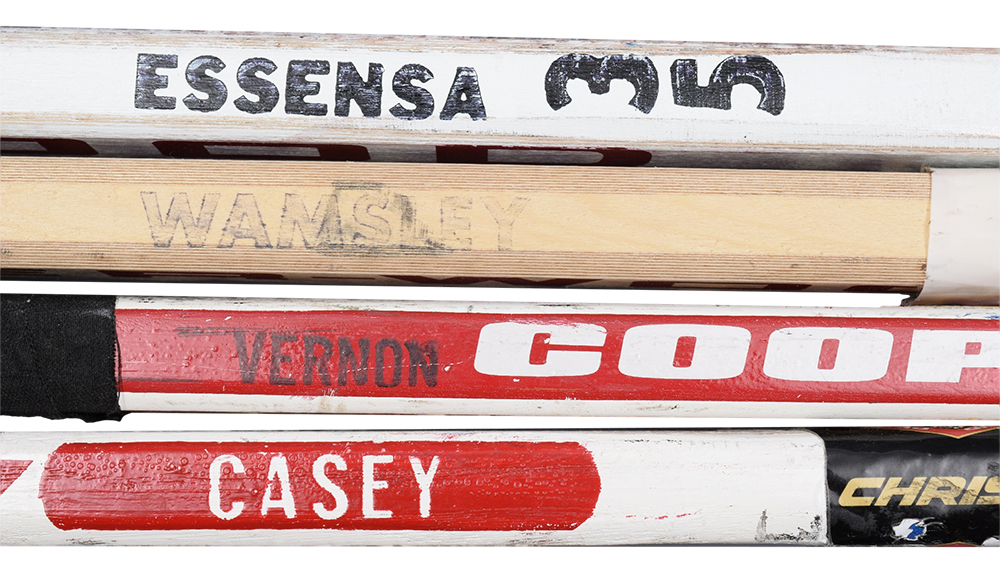 ESSENSA 35
WAMSLEY
VERNON COOP
CASEY CHRIS